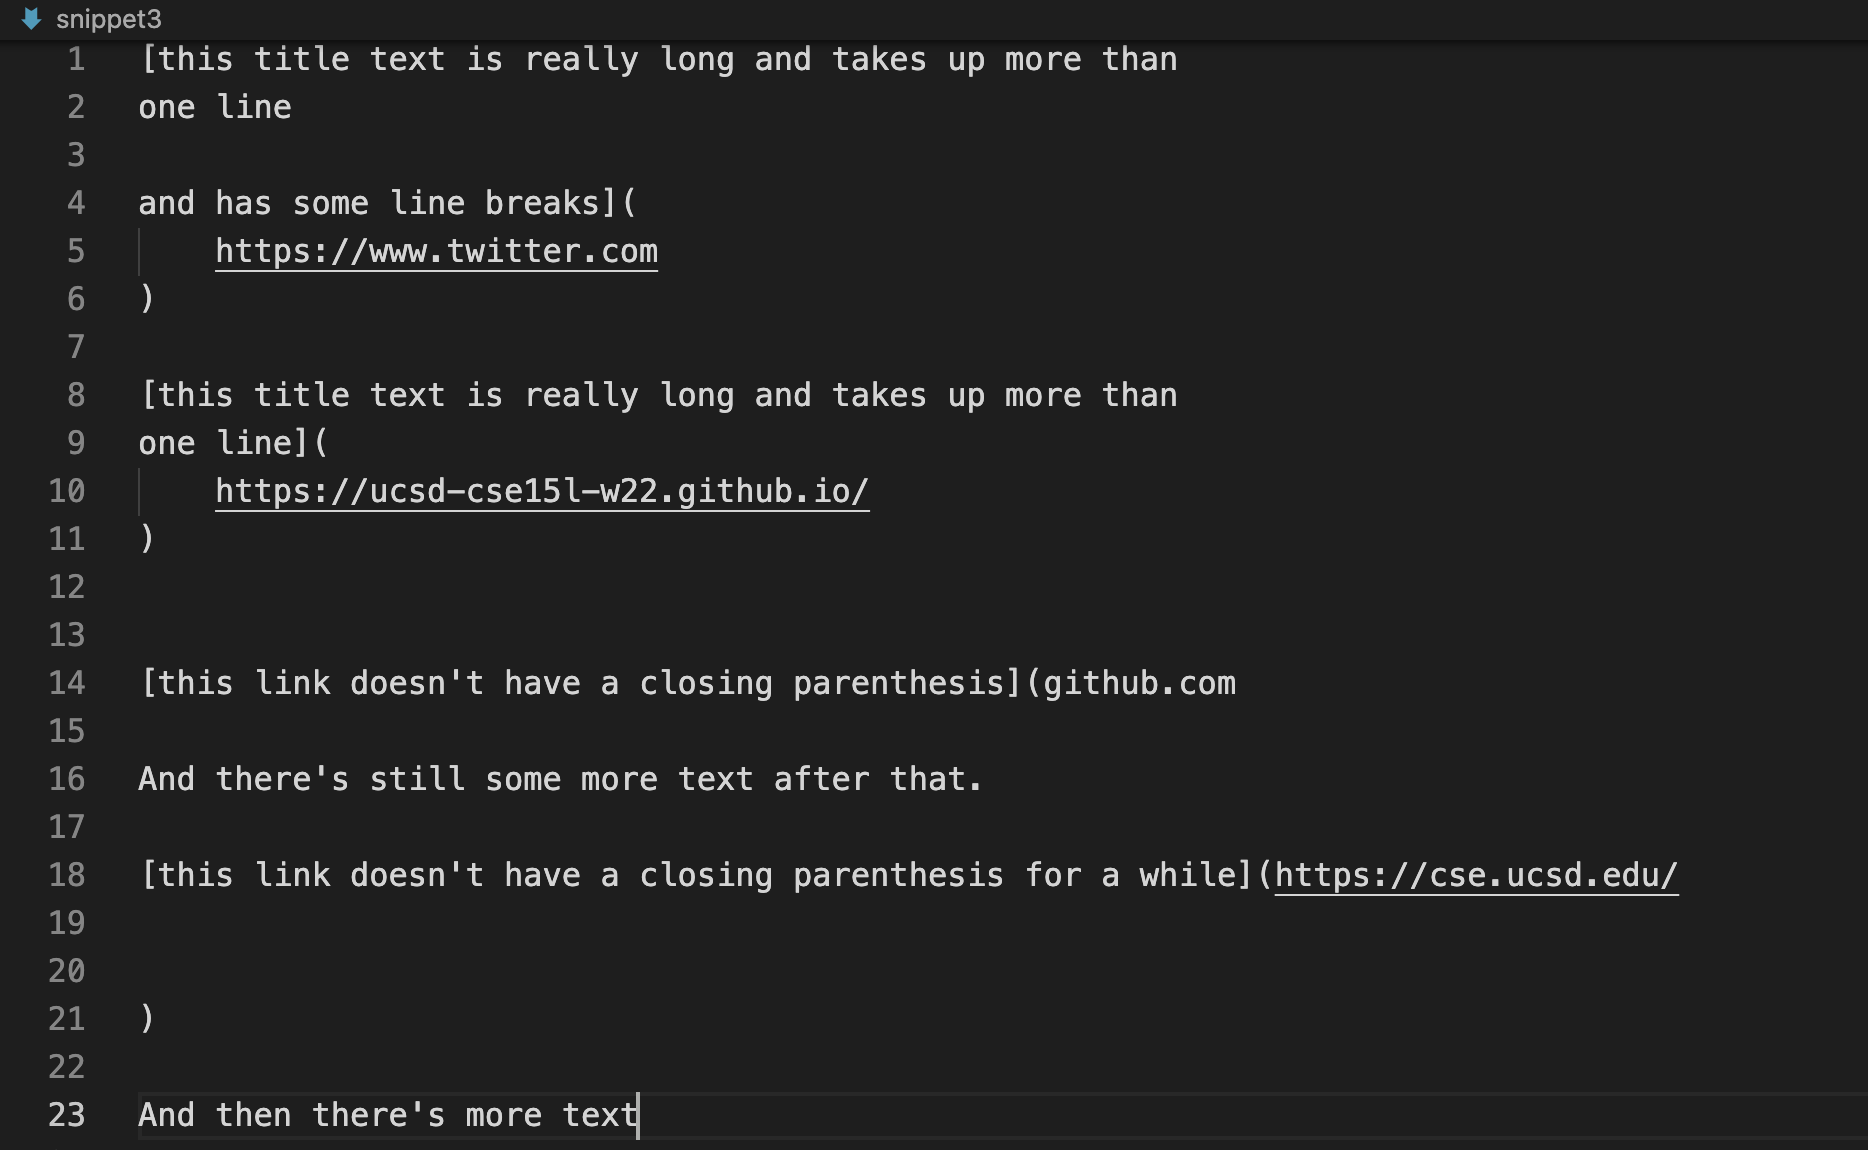 snippet3
1 [this title text is really long and takes up more than
2 one line
3
4 and has some line breaks](
5 https://www.twitter.com
6 )
7
8 [this title text is really long and takes up more than
9 one line](
10 https://ucsd-cse15l-w22.github.io/
11 )
12
13
14 [this link doesn't have a closing parenthesis](github.com
15
16 And there's still some more text after that.
17
18 [this link doesn't have a closing parenthesis for a while](https://cse.ucsd.edu/
19
20
21 )
22
23 And then there's more text